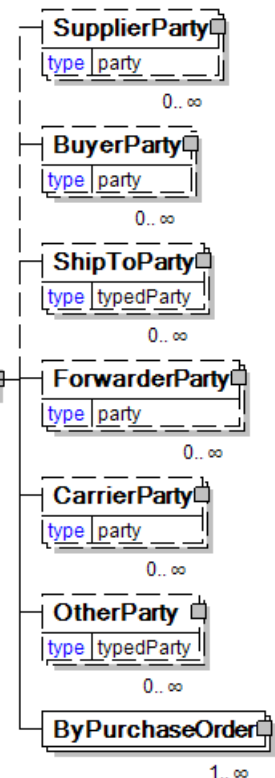 SupplierParty
type party
0..∞
BuyerParty
type party
0..∞
ShipToParty
type typedParty
0..∞
ForwarderParty
type party
0..∞
CarrierParty
type party
0..∞
OtherParty
type typedParty
0..∞
ByPurchaseOrder
1..∞